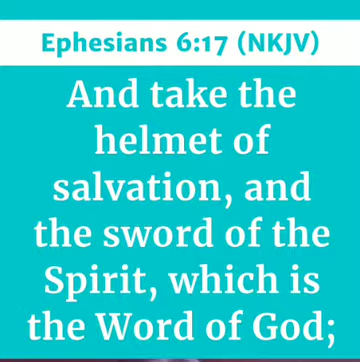 Ephesians 6:17 (NKJV)
And take the
helmet of
salvation, and
the sword of the
Spirit, which is
the Word of God;